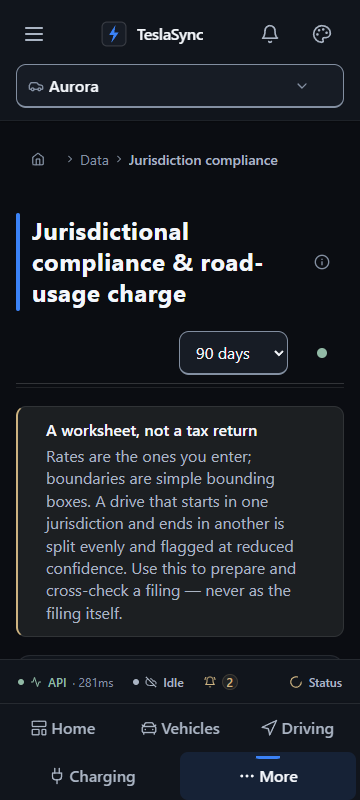 TeslaSync
Aurora
Data
Jurisdiction compliance
Jurisdictional
compliance & road-
usage charge
90 days
A worksheet, not a tax return
Rates are the ones you enter;
boundaries are simple bounding
boxes. A drive that starts in one
jurisdiction and ends in another is
split evenly and flagged at reduced
confidence. Use this to prepare and
cross-check a filing — never as the
filing itself.
API · 281ms
Idle
2
Status
Home
Vehicles
Driving
Charging
More